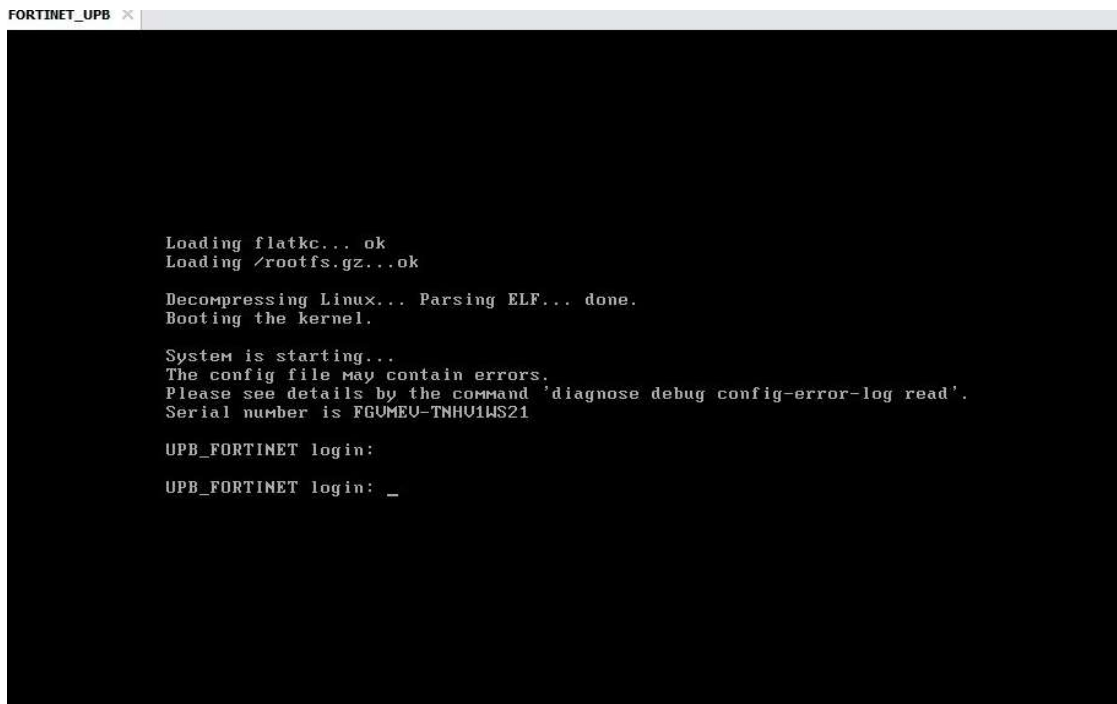 FORTINET_UPB ×
Loading flatkc... ok
Loading /rootfs.gz...ok
Decompressing Linux... Parsing ELF... done.
Booting the kernel.
System is starting...
The config file may contain errors.
Please see details by the command 'diagnose debug config-error-log read'.
Serial number is FGVMEV-TNHV1WS21
UPB_FORTINET login:
UPB_FORTINET login: _